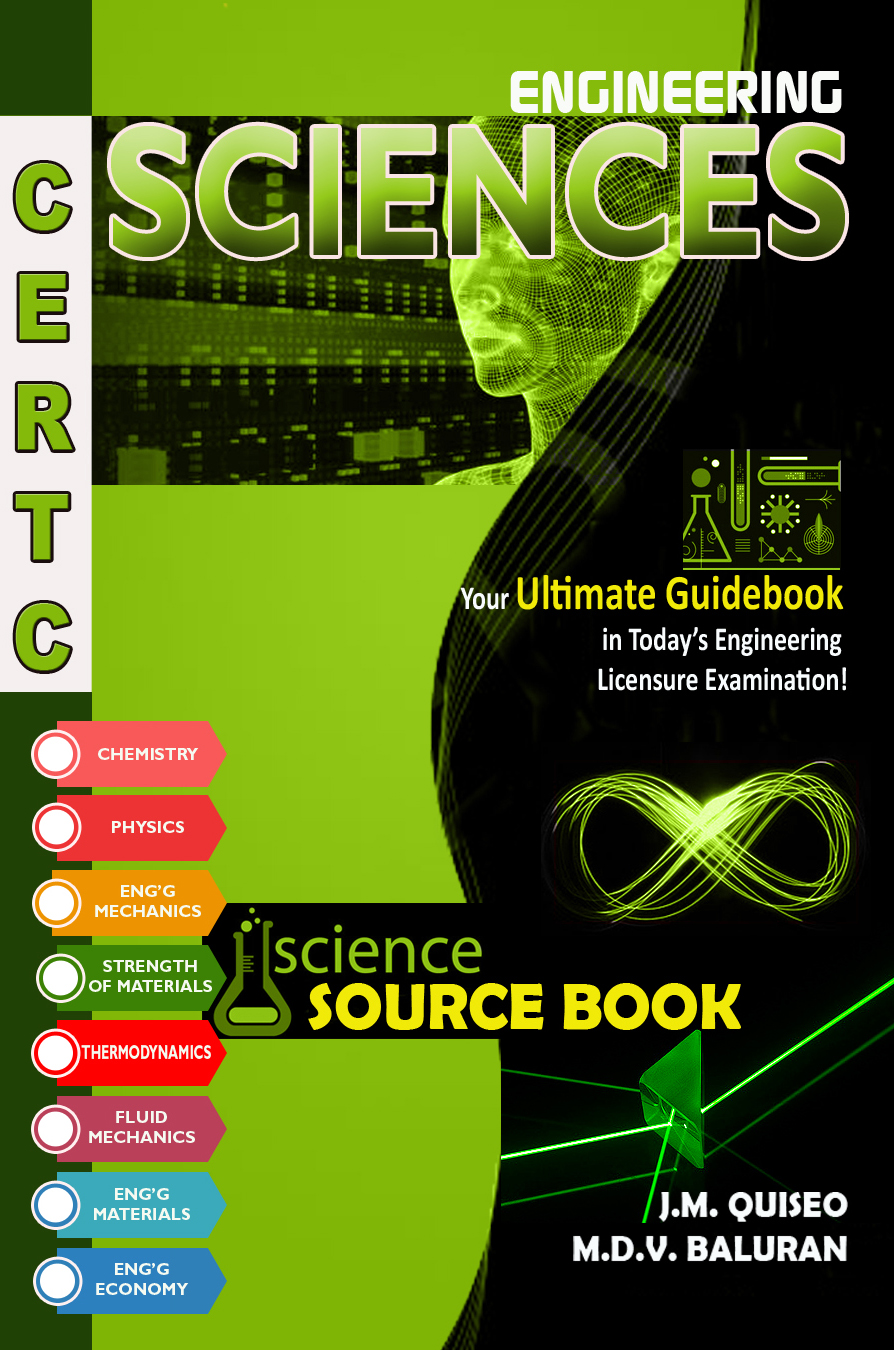 ENGINEERING
SCIENCES
CERTC
Your Ultimate Guidebook
in Today's Engineering
Licensure Examination!
CHEMISTRY
PHYSICS
ENG'G
MECHANICS
STRENGTH
OF MATERIALS
THERMODYNAMICS
FLUID
MECHANICS
ENG'G
MATERIALS
ENG'G
ECONOMY
science
SOURCE BOOK
J.M. QUISEO
M.D.V. BALURAN